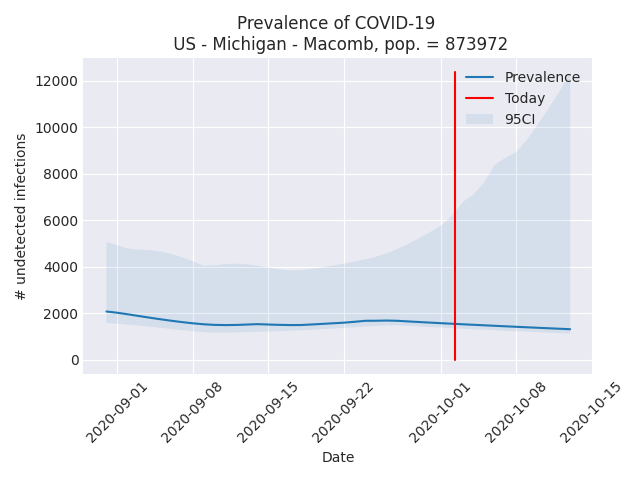 Prevalence of COVID-19
US - Michigan - Macomb, pop. = 873972
12000
10000
8000
6000
4000
2000
0
# undetected infections
Prevalence
Today
95CI
2020-09-01
2020-09-08
2020-09-15
2020-09-22
2020-10-01
2020-10-08
2020-10-15
Date